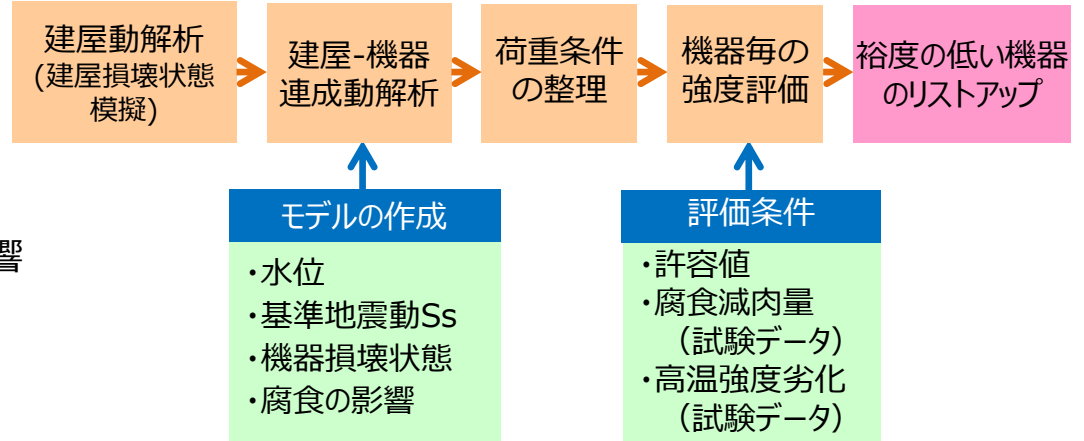 建屋動解析
(建屋損壊状態
模擬)
建屋-機器
連成動解析
荷重条件
の整理
機器毎の
強度評価
裕度の低い機器
のリストアップ
モデルの作成
・水位
・基準地震動Ss
・機器損壊状態
・腐食の影響
評価条件
・許容値
・腐食減肉量
（試験データ）
・高温強度劣化
（試験データ）
響